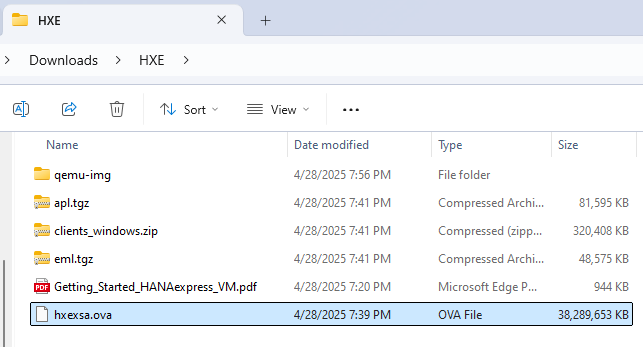 HXE
Downloads > HXE >
Sort View
Name Date modified Type Size
qemu-img 4/28/2025 7:56 PM File folder
apl.tgz 4/28/2025 7:41 PM Compressed Archi... 81,595 KB
clients_windows.zip 4/28/2025 7:41 PM Compressed (zipp... 320,408 KB
eml.tgz 4/28/2025 7:41 PM Compressed Archi... 48,575 KB
Getting_Started_HANAexpress_VM.pdf 4/28/2025 7:20 PM Microsoft Edge P... 944 KB
hxexsa.ova 4/28/2025 7:39 PM OVA File 38,289,653 KB